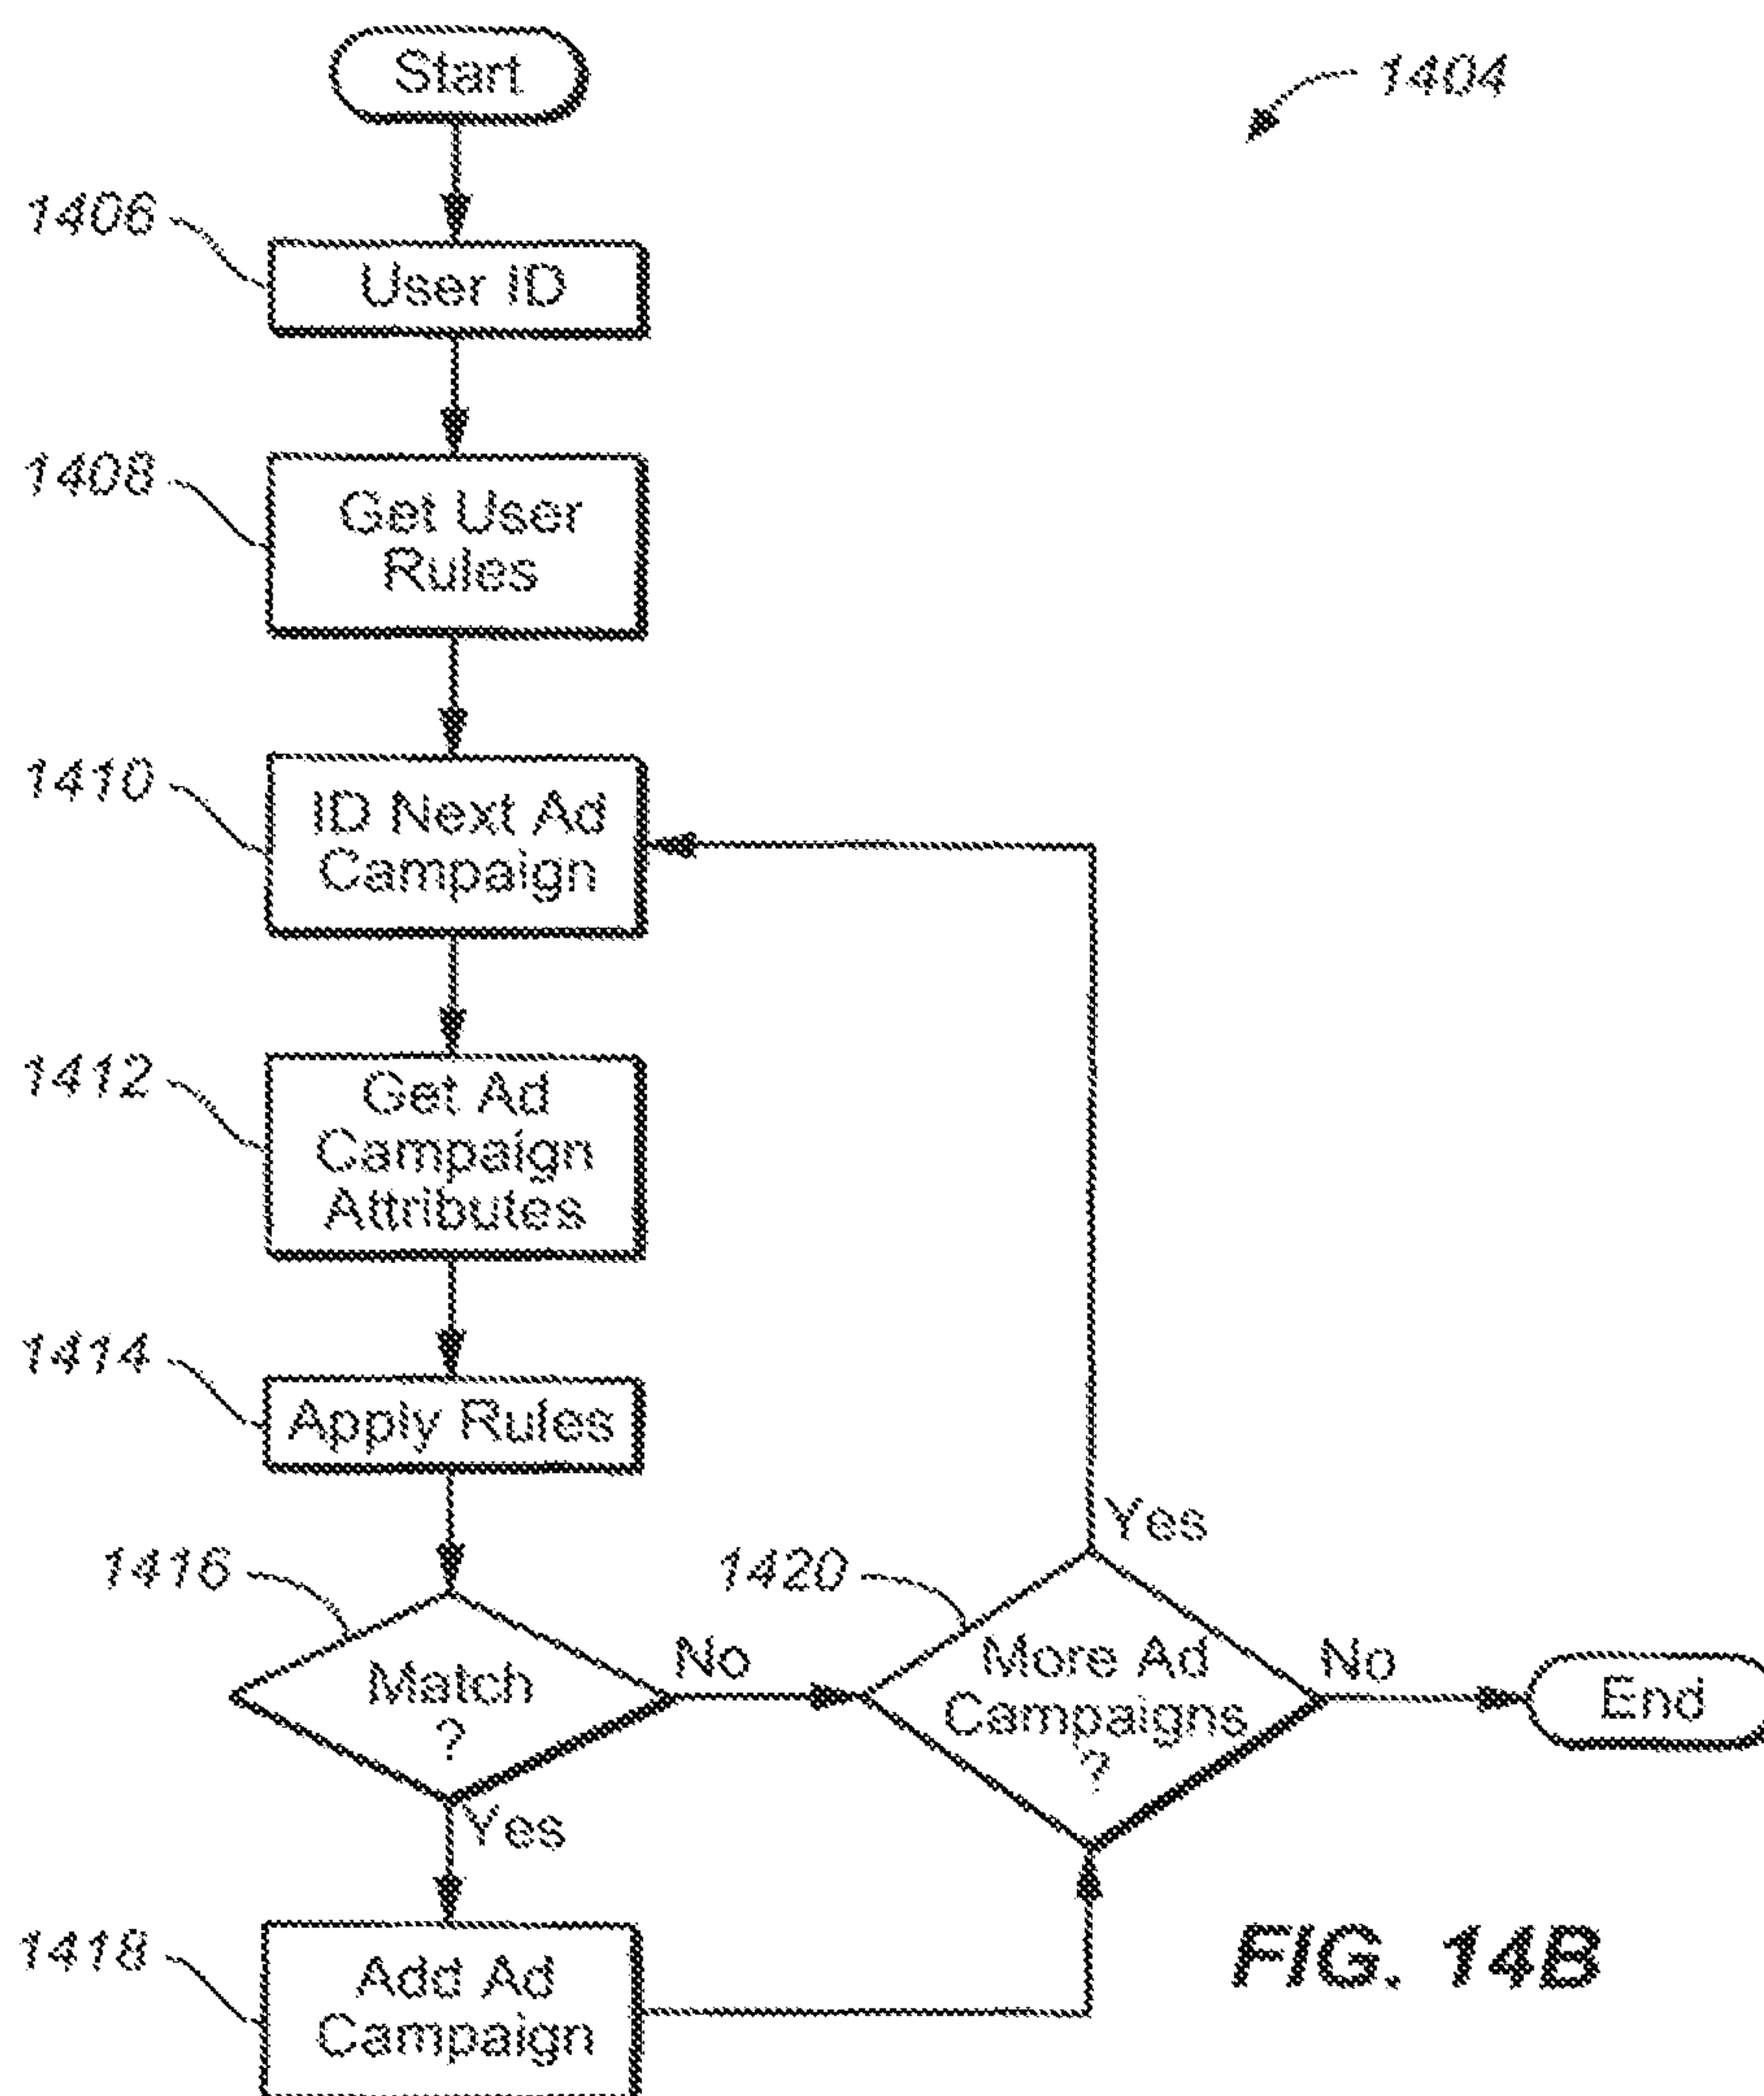 Start
1404
1406
User ID
1408
Get User
Rules
1410
ID Next Ad
Campaign
1412
Get Ad
Campaign
Attributes
1414
Apply Rules
Yes
1416
1420
Match
?
No
More Ad
Campaigns
?
No
End
Yes
1418
Add Ad
Campaign
FIG. 14B